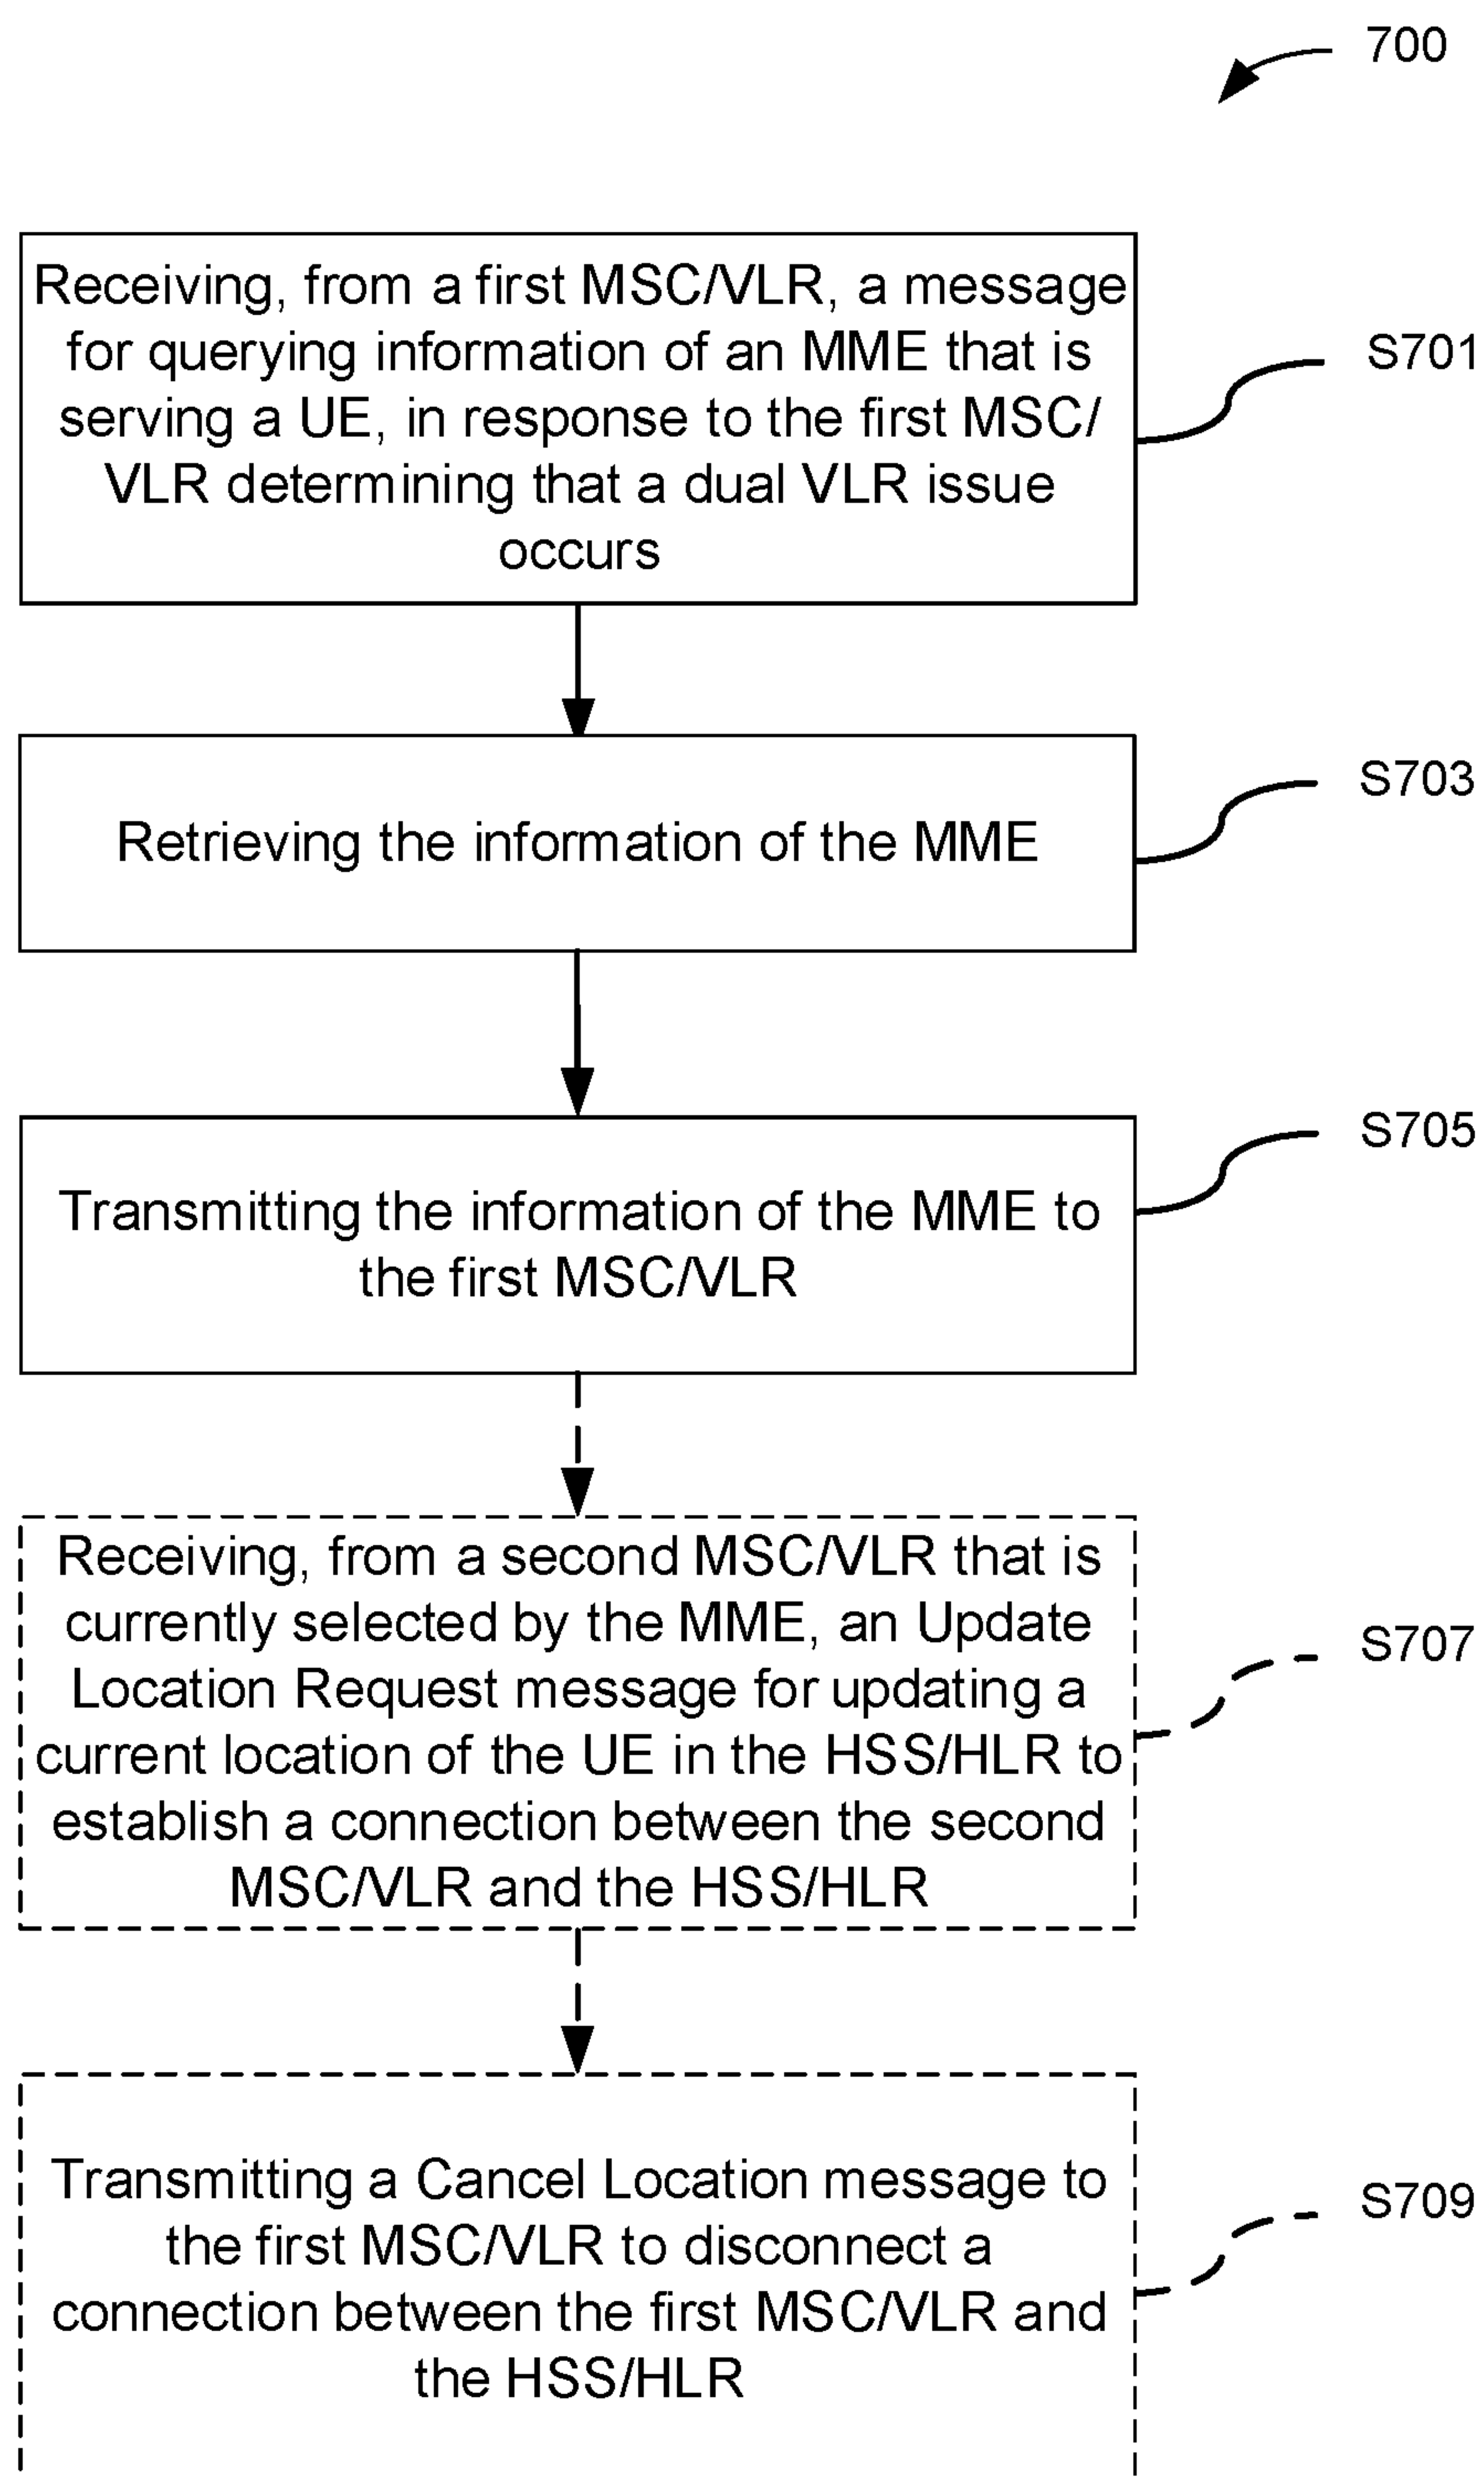 700
Receiving, from a first MSC/VLR, a message
for querying information of an MME that is
serving a UE, in response to the first MSC/
VLR determining that a dual VLR issue
occurs
S701
Retrieving the information of the MME
S703
Transmitting the information of the MME to
the first MSC/VLR
S705
Receiving, from a second MSC/VLR that is
currently selected by the MME, an Update
Location Request message for updating a
current location of the UE in the HSS/HLR to
establish a connection between the second
MSC/VLR and the HSS/HLR
S707
Transmitting a Cancel Location message to
the first MSC/VLR to disconnect a
connection between the first MSC/VLR and
the HSS/HLR
S709